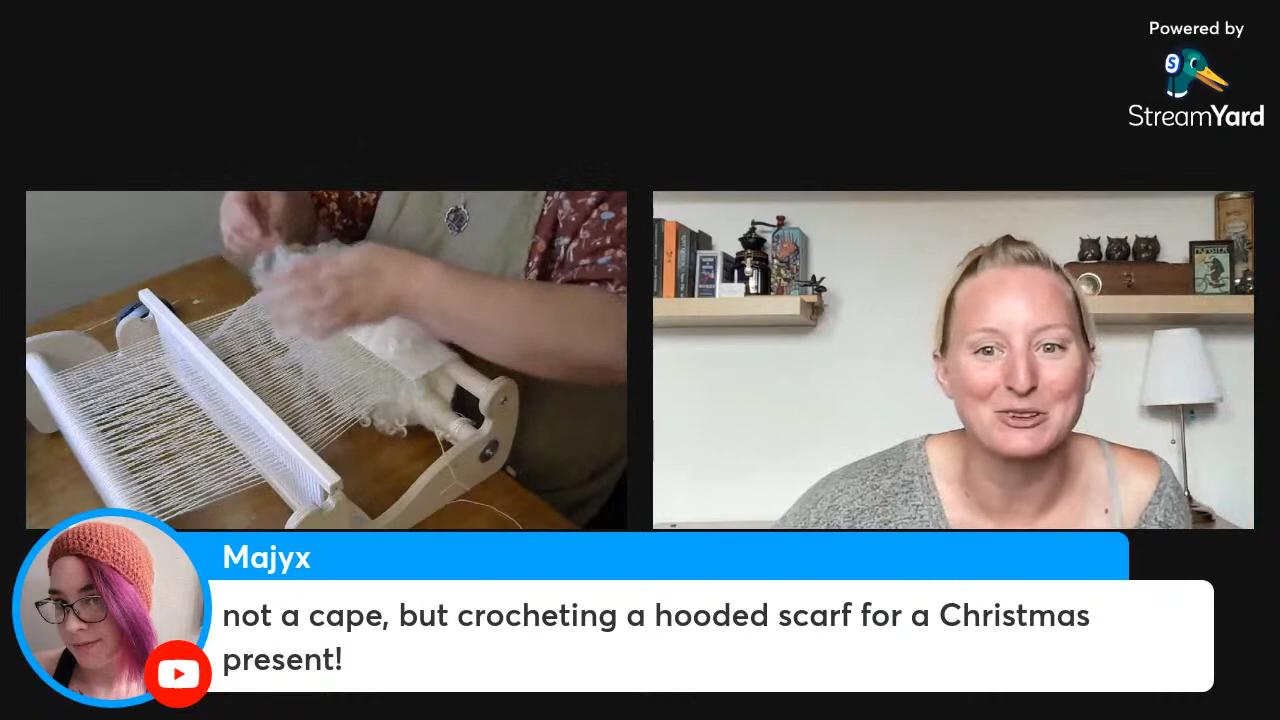 Powered by
S
StreamYard
Majyx
not a cape, but crocheting a hooded scarf for a Christmas
present!